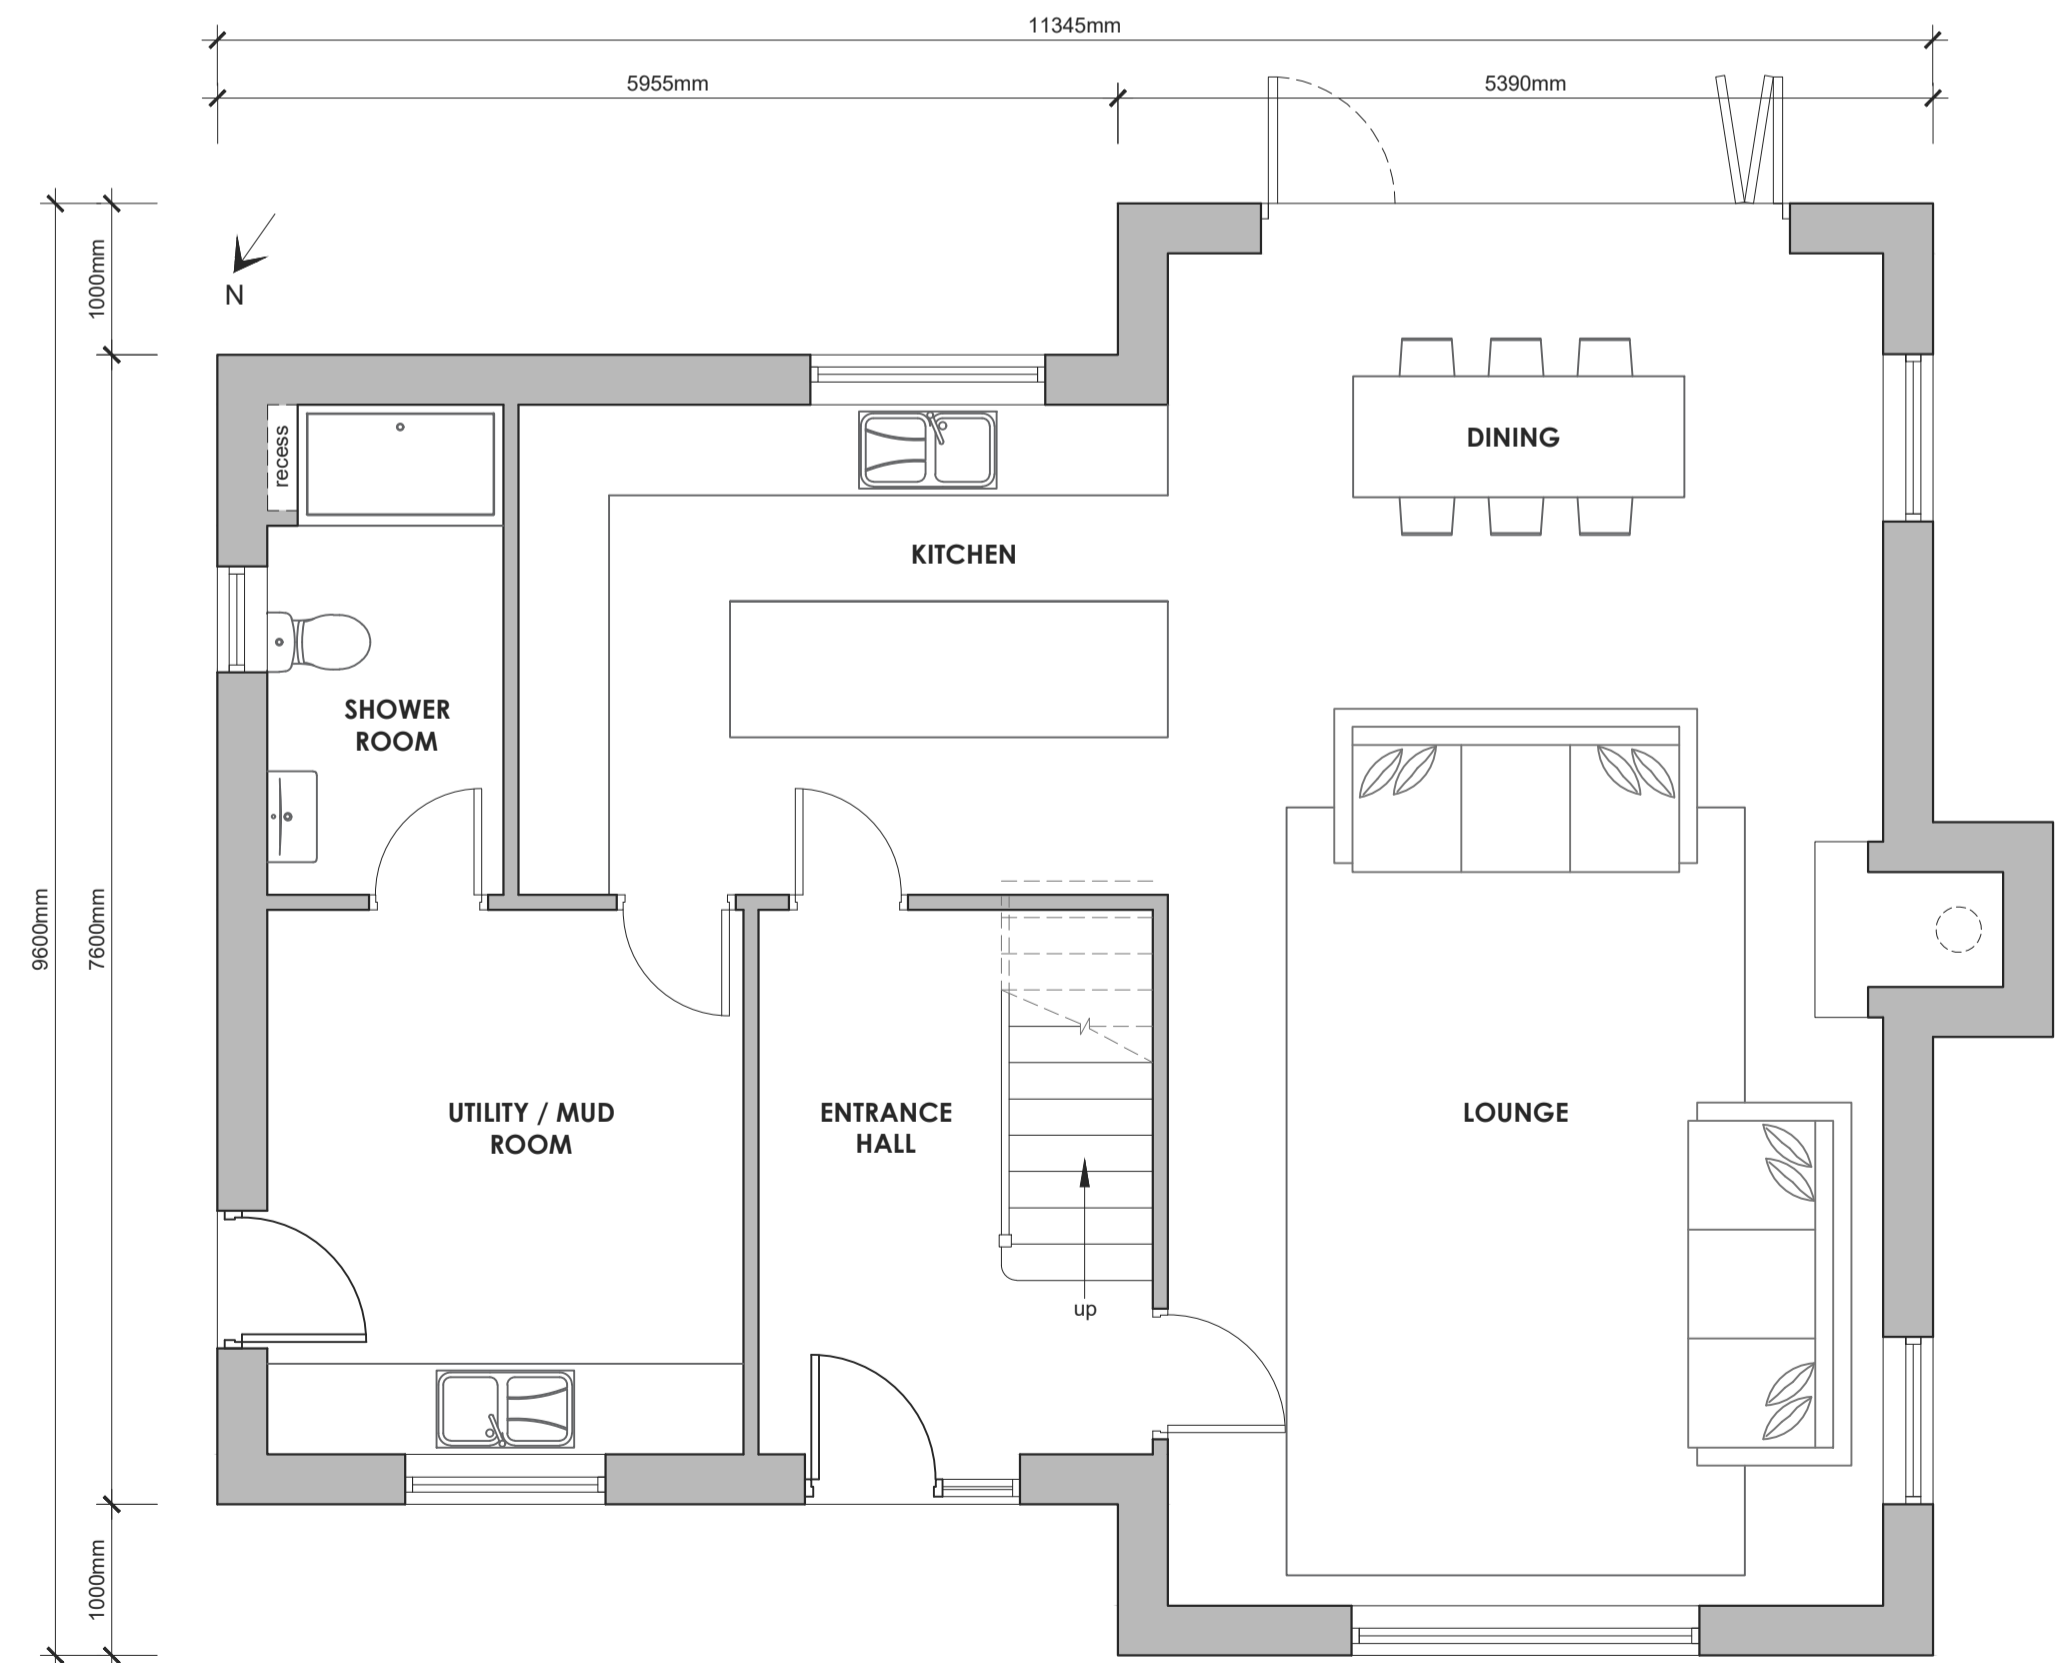 11345mm
5955mm
5390mm
1000mm
N
recess
DINING
KITCHEN
SHOWER
ROOM
9600mm
7600mm
UTILITY / MUD
ROOM
ENTRANCE
HALL
LOUNGE
up
1000mm